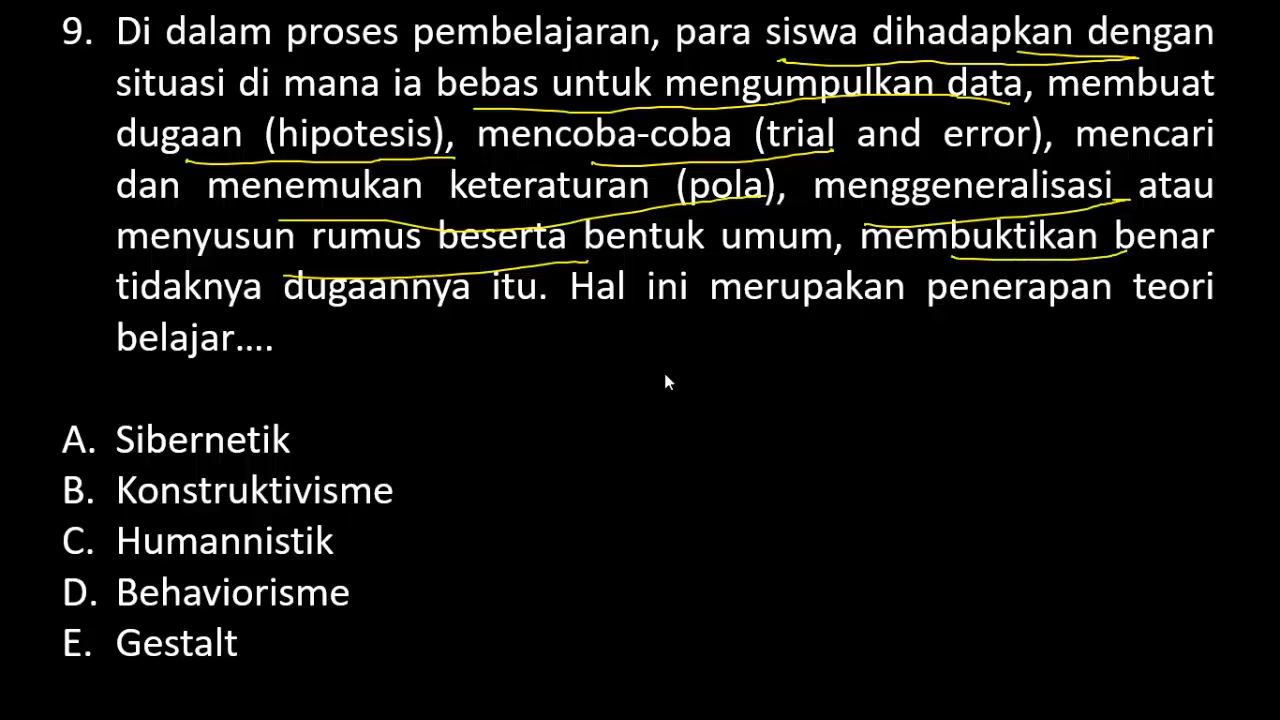 9. Di dalam proses pembelajaran, para siswa dihadapkan dengan
situasi di mana ia bebas untuk mengumpulkan data, membuat
dugaan (hipotesis), mencoba-coba (trial and error), mencari
dan menemukan keteraturan (pola), menggeneralisasi atau
menyusun rumus beserta bentuk umum, membuktikan benar
tidaknya dugaannya itu. Hal ini merupakan penerapan teori
belajar....
A. Sibernetik
B. Konstruktivisme
C. Humannistik
D. Behaviorisme
E. Gestalt